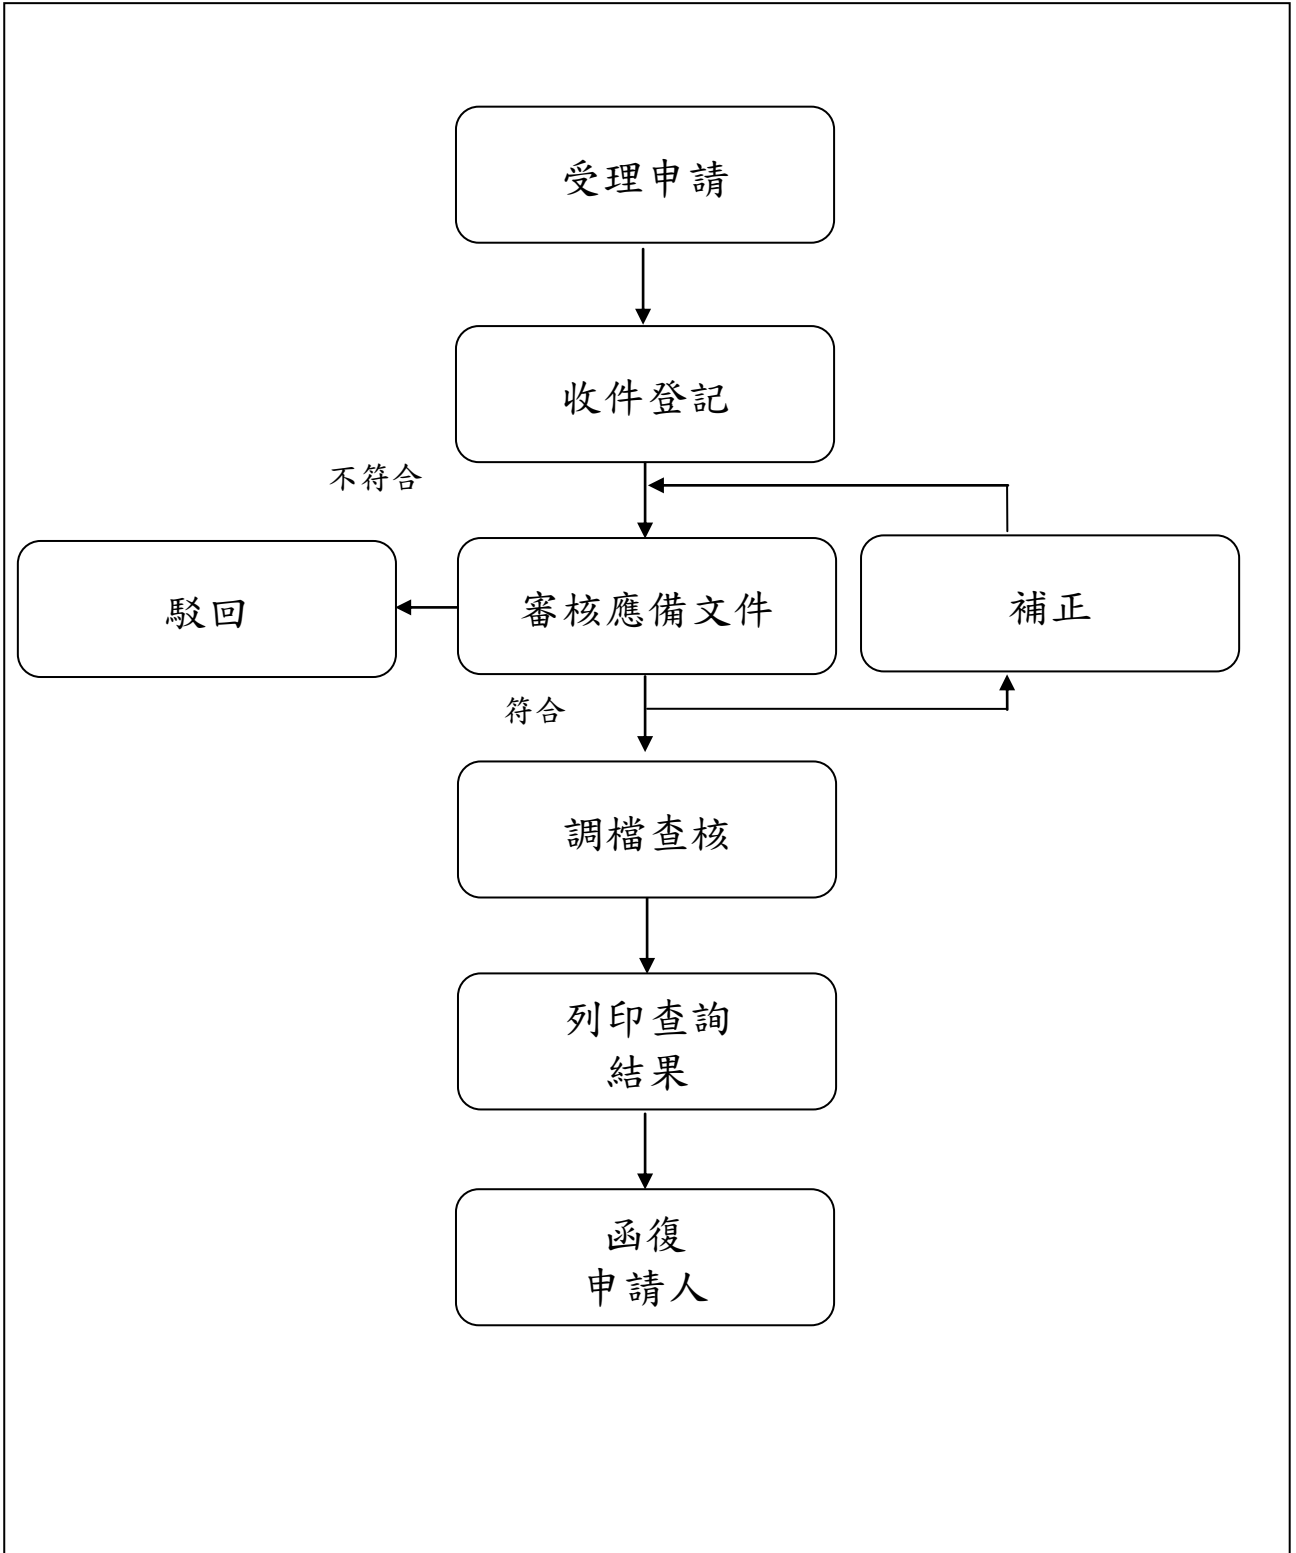 受理申請
收件登記
不符合
駁回
審核應備文件
補正
符合
調檔查核
列印查詢
結果
函復
申請人